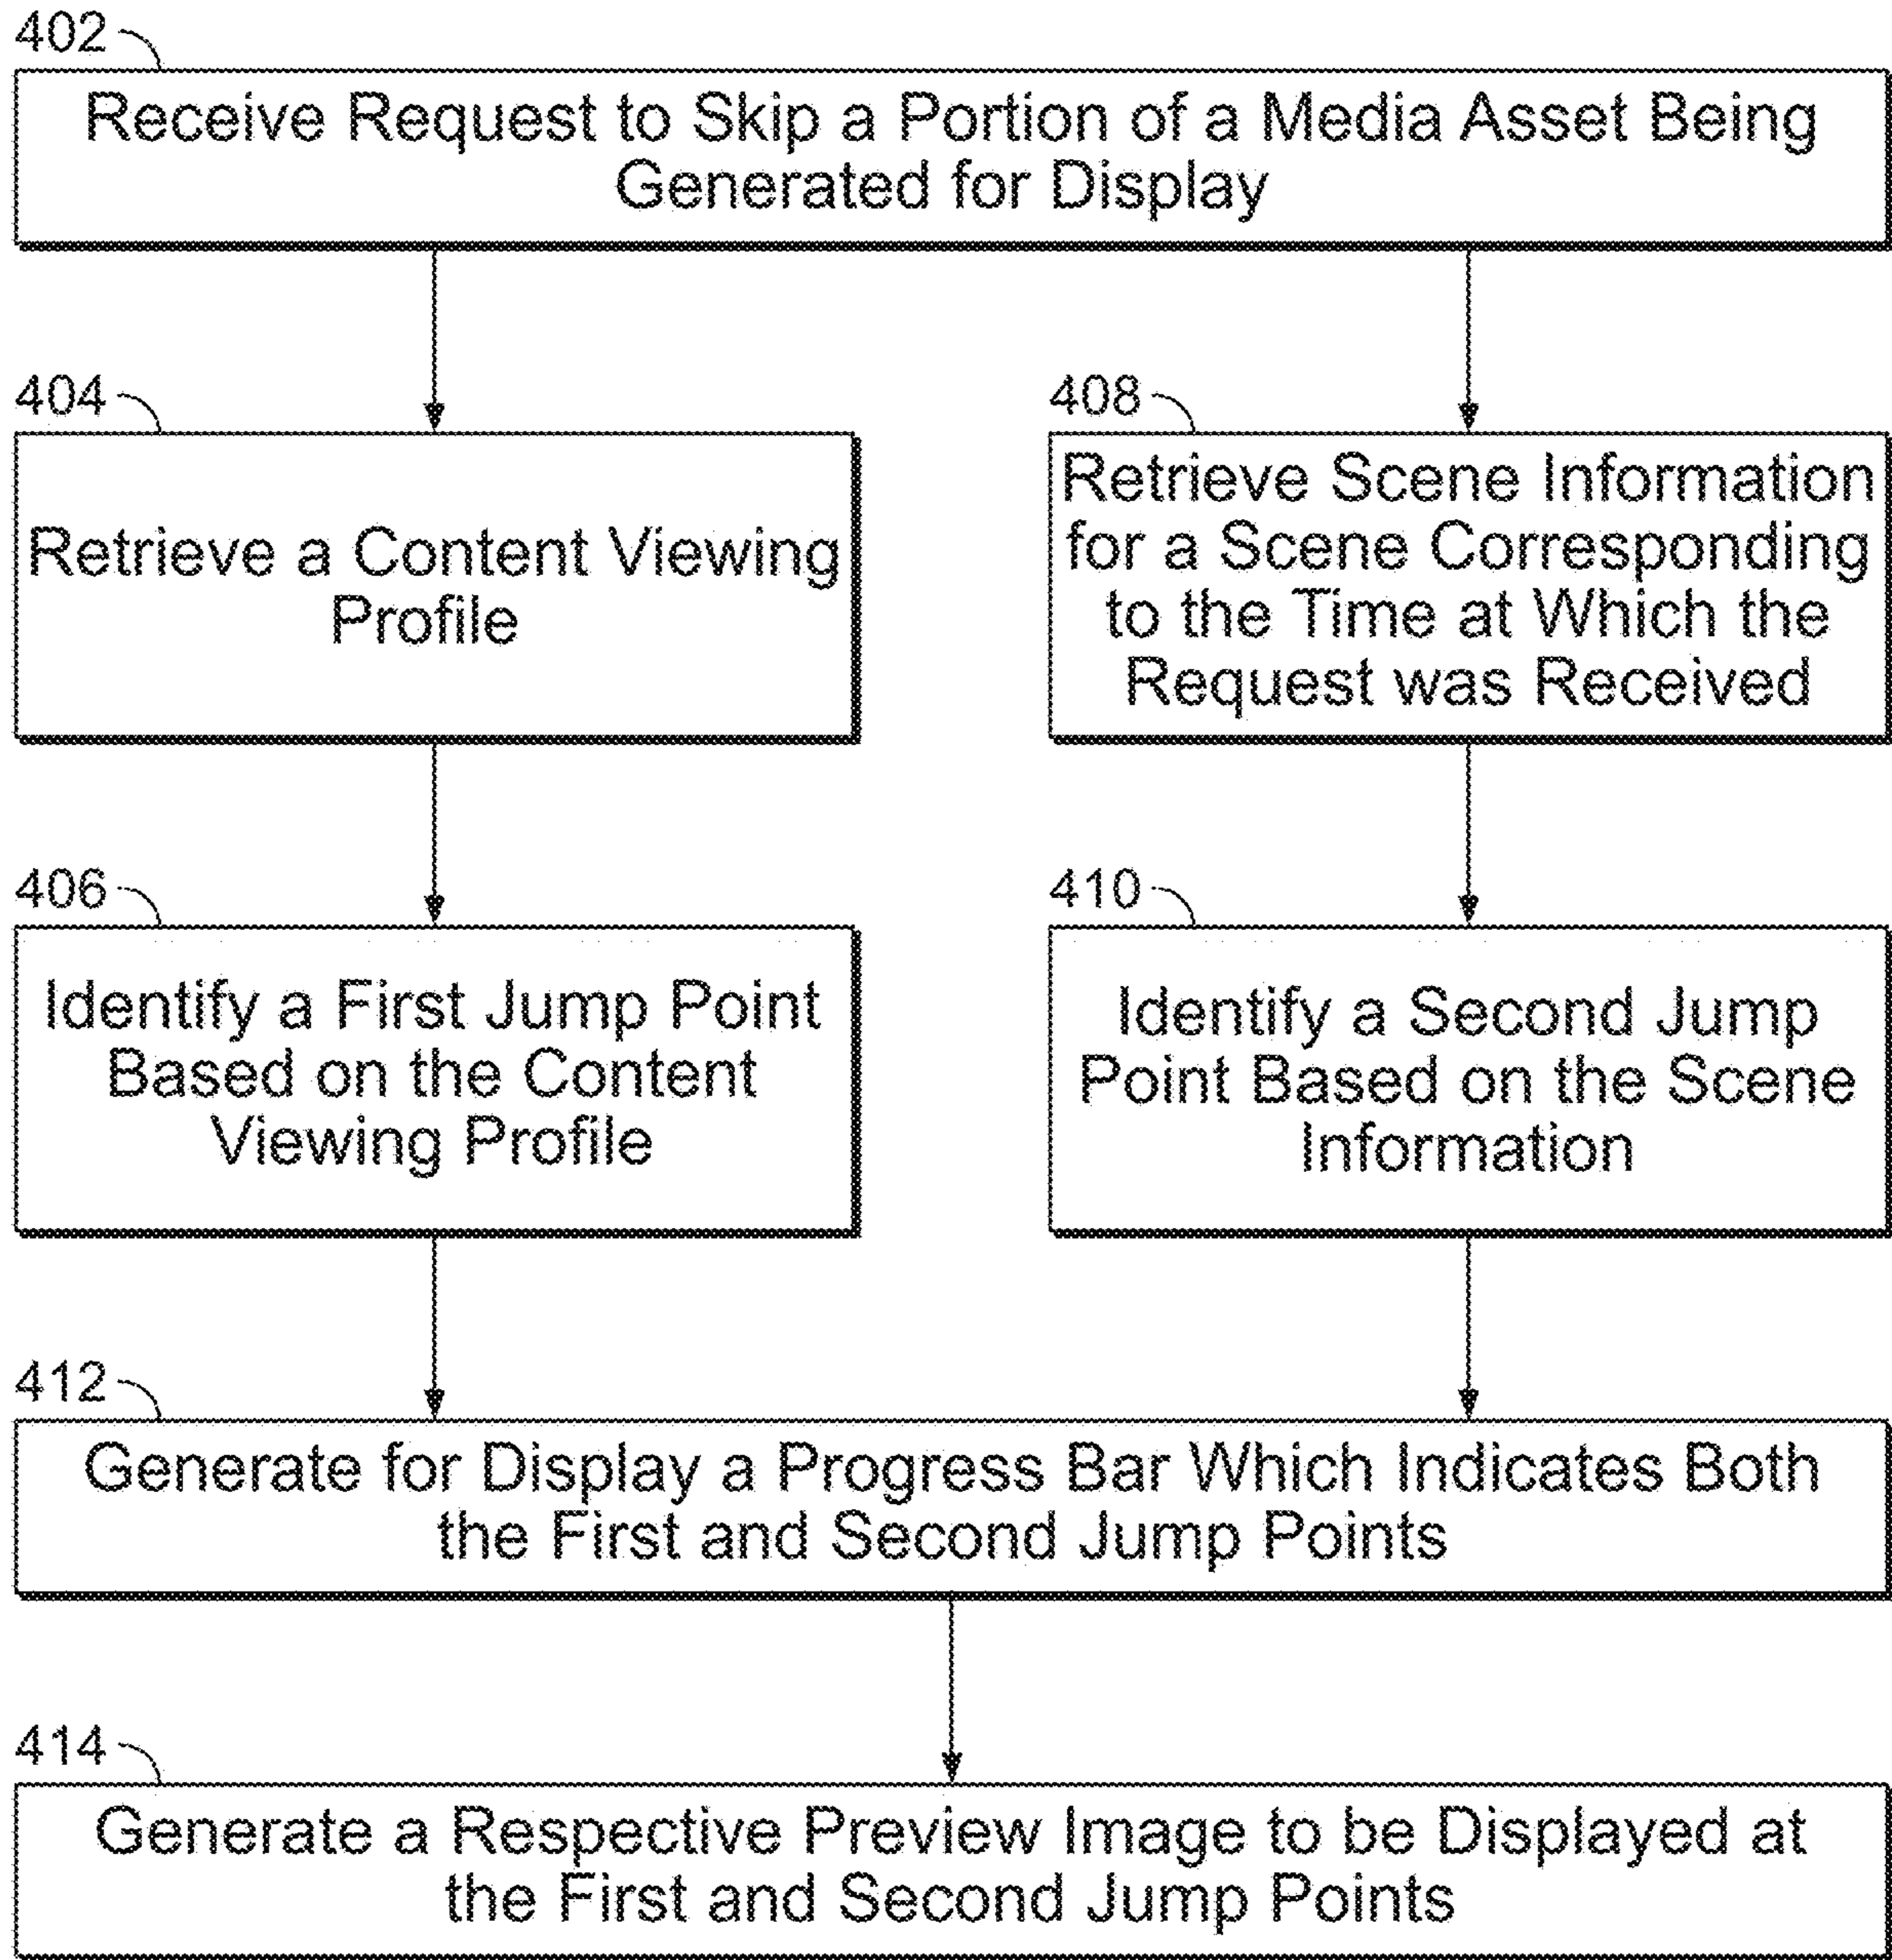 402
Receive Request to Skip a Portion of a Media Asset Being
Generated for Display
404
Retrieve a Content Viewing
Profile
408
Retrieve Scene Information
for a Scene Corresponding
to the Time at Which the
Request was Received
406
Identify a First Jump Point
Based on the Content
Viewing Profile
410
Identify a Second Jump
Point Based on the Scene
Information
412
Generate for Display a Progress Bar Which Indicates Both
the First and Second Jump Points
414
Generate a Respective Preview Image to be Displayed at
the First and Second Jump Points